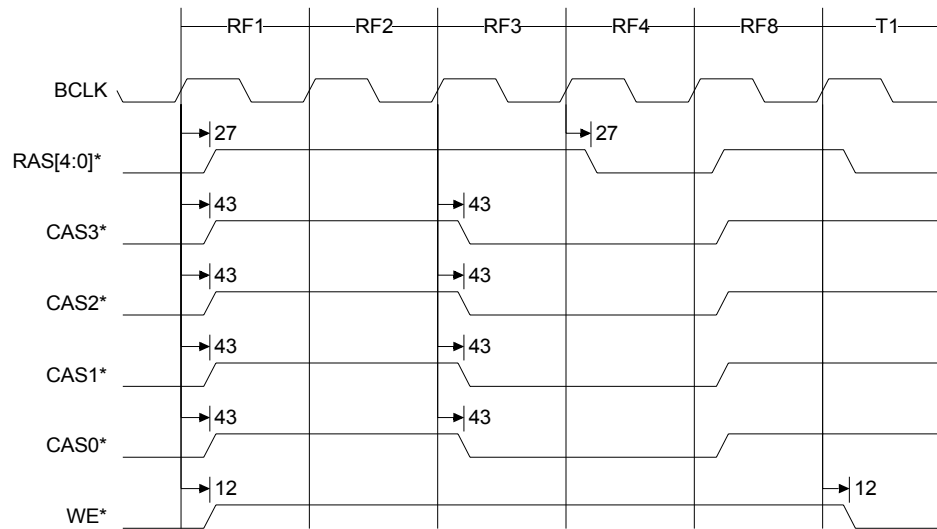 RF1 RF2 RF3 RF4 RF8 T1
BCLK
27 27
RAS[4:0]*
43 43
CAS3*
43 43
CAS2*
43 43
CAS1*
43 43
CAS0*
12 12
WE*